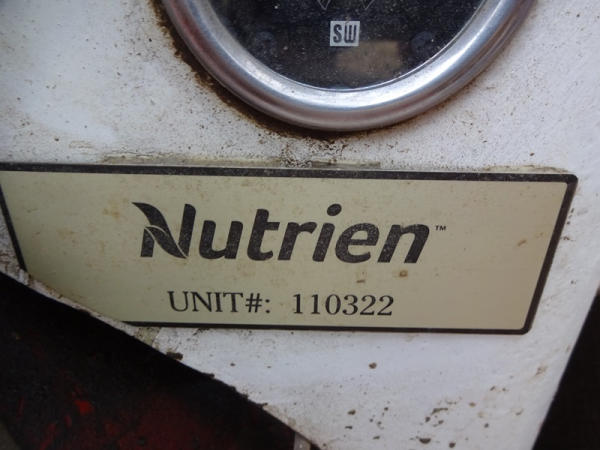 SW
Nutrien™
UNIT#: 110322